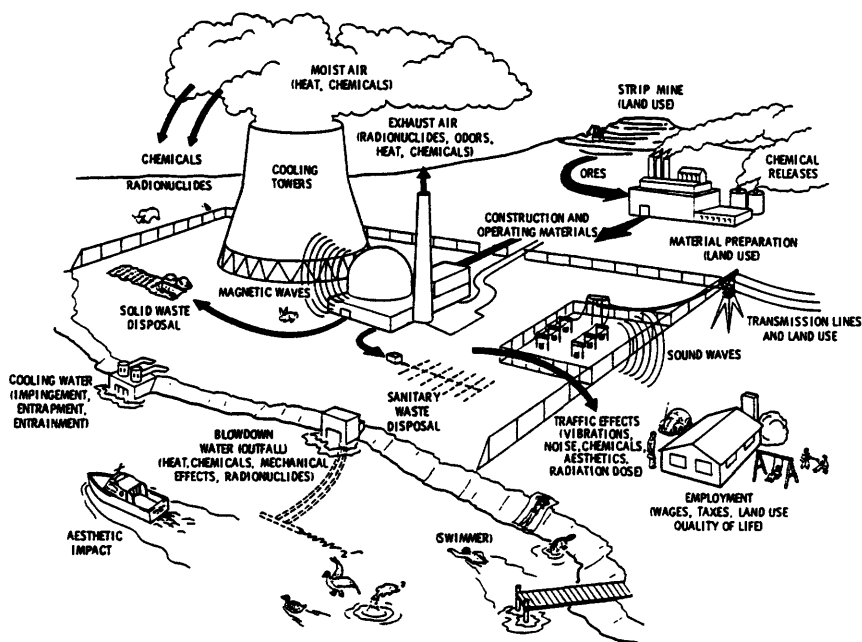 MOIST AIR
(HEAT, CHEMICALS)
STRIP MINE
(LAND USE)
EXHAUST AIR
(RADIONUCLIDES, ODORS,
HEAT, CHEMICALS)
CHEMICALS
RADIONUCLIDES
COOLING
TOWERS
ORES
CHEMICAL
RELEASES
CONSTRUCTION AND
OPERATING MATERIALS
MATERIAL PREPARATION
(LAND USE)
MAGNETIC WAVES
SOLID WASTE
DISPOSAL
TRANSMISSION LINES
AND LAND USE
SOUND WAVES
COOLING WATER
(IMPINGEMENT,
ENTRAPMENT,
ENTRAINMENT)
SANITARY
WASTE
DISPOSAL
TRAFFIC EFFECTS
(VIBRATIONS,
NOISE, CHEMICALS,
AESTHETICS,
RADIATION DOSE)
BLOWDOWN
WATER (OUTFALL)
(HEAT, CHEMICALS, MECHANICAL
EFFECTS, RADIONUCLIDES)
EMPLOYMENT
(WAGES, TAXES, LAND USE
QUALITY OF LIFE)
AESTHETIC
IMPACT
(SWIMMER)